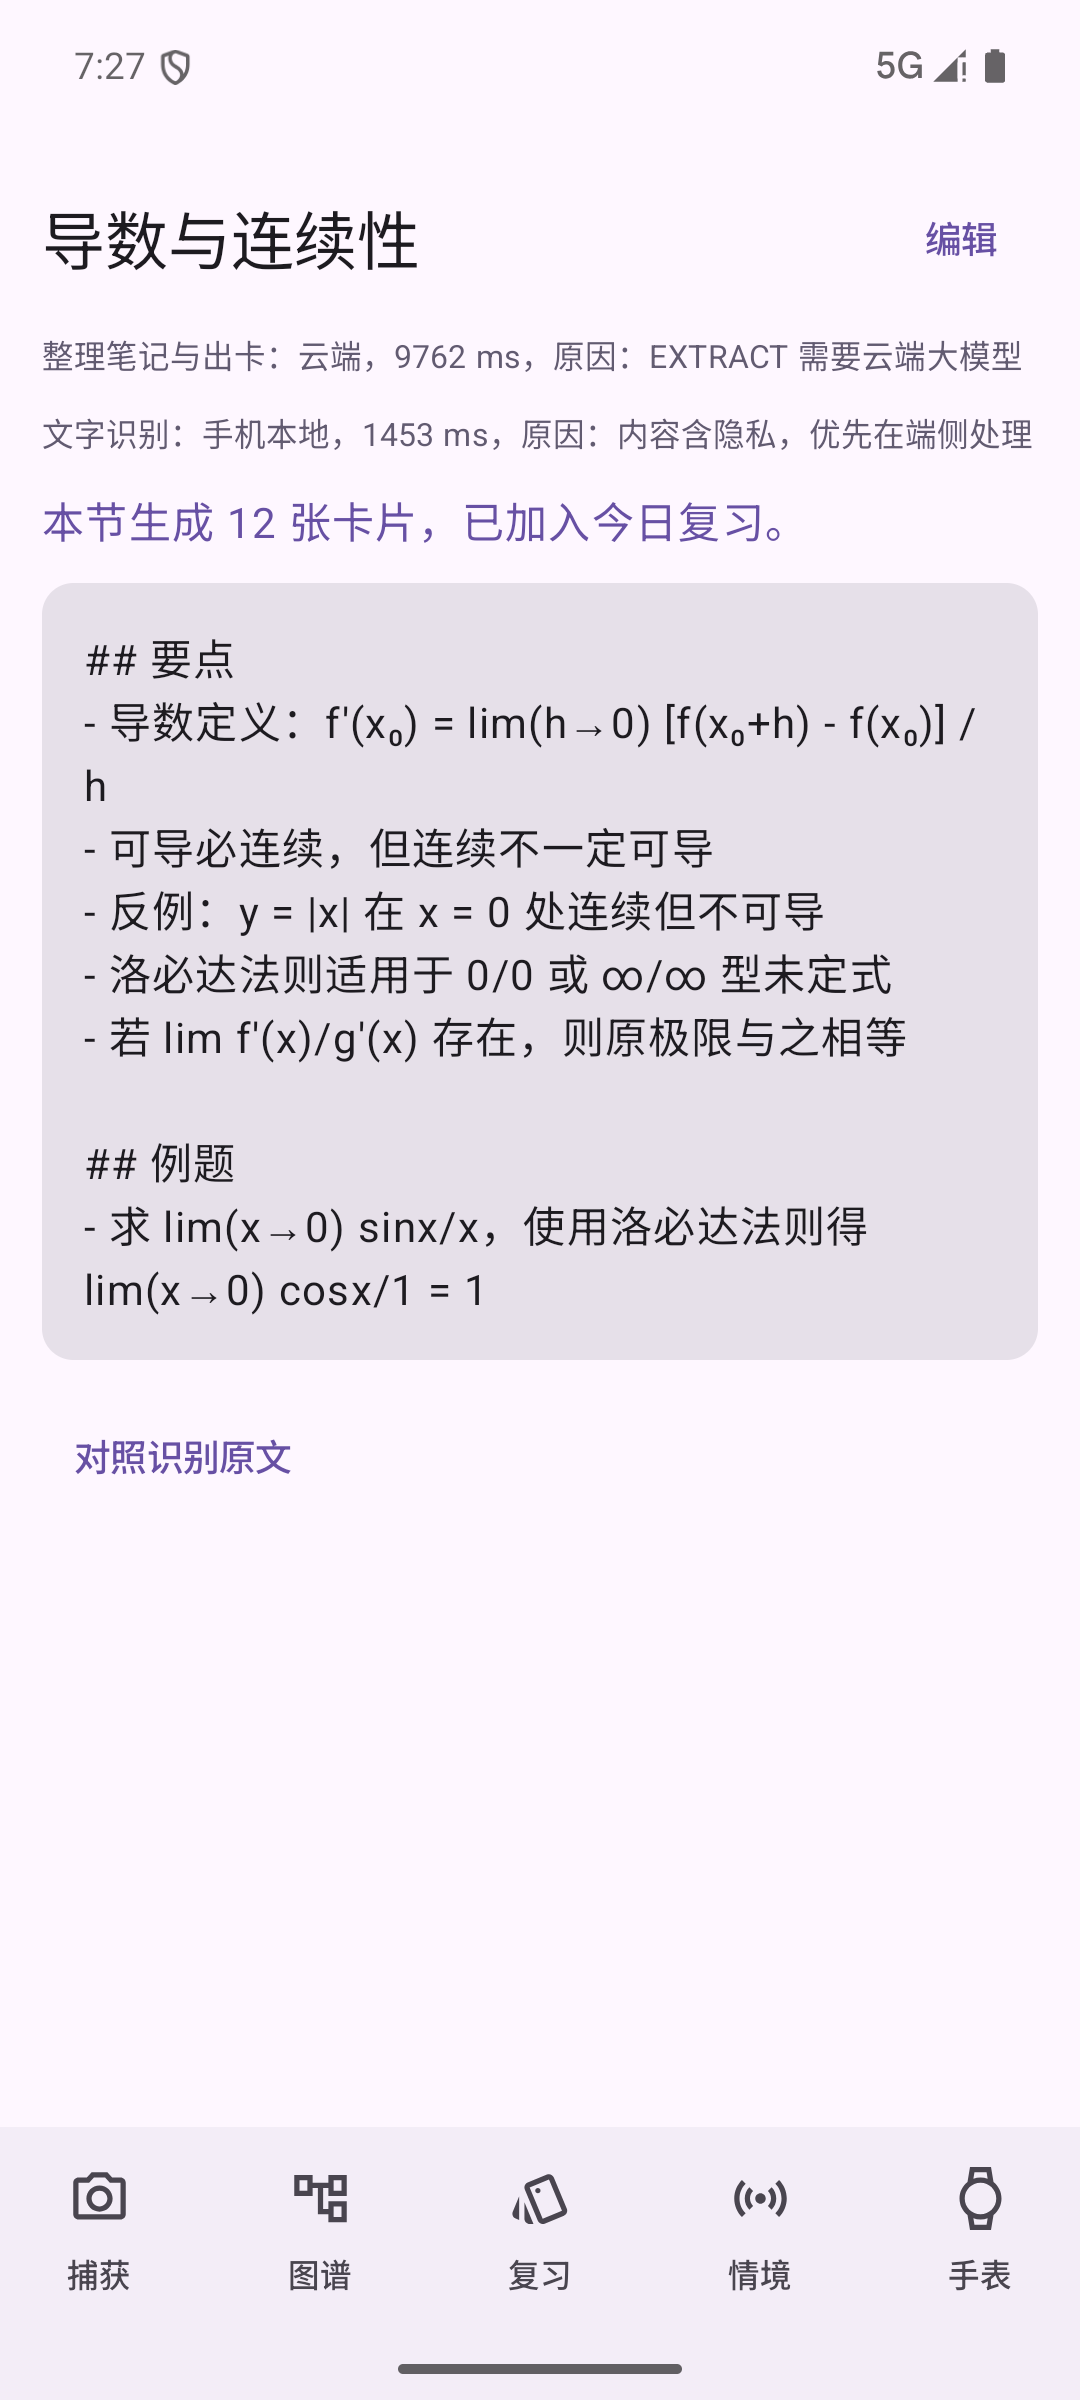 7:27
5G
导数与连续性
编辑
整理笔记与出卡：云端，9762 ms，原因：EXTRACT 需要云端大模型
文字识别：手机本地，1453 ms，原因：内容含隐私，优先在端侧处理
本节生成 12 张卡片，已加入今日复习。
## 要点
- 导数定义：f'(x₀) = lim(h→0) [f(x₀+h) - f(x₀)] /
h
- 可导必连续，但连续不一定可导
- 反例：y = |x| 在 x = 0 处连续但不可导
- 洛必达法则适用于 0/0 或 ∞/∞ 型未定式
- 若 lim f'(x)/g'(x) 存在，则原极限与之相等
## 例题
- 求 lim(x→0) sinx/x，使用洛必达法则得
lim(x→0) cosx/1 = 1
对照识别原文
捕获
图谱
复习
情境
手表